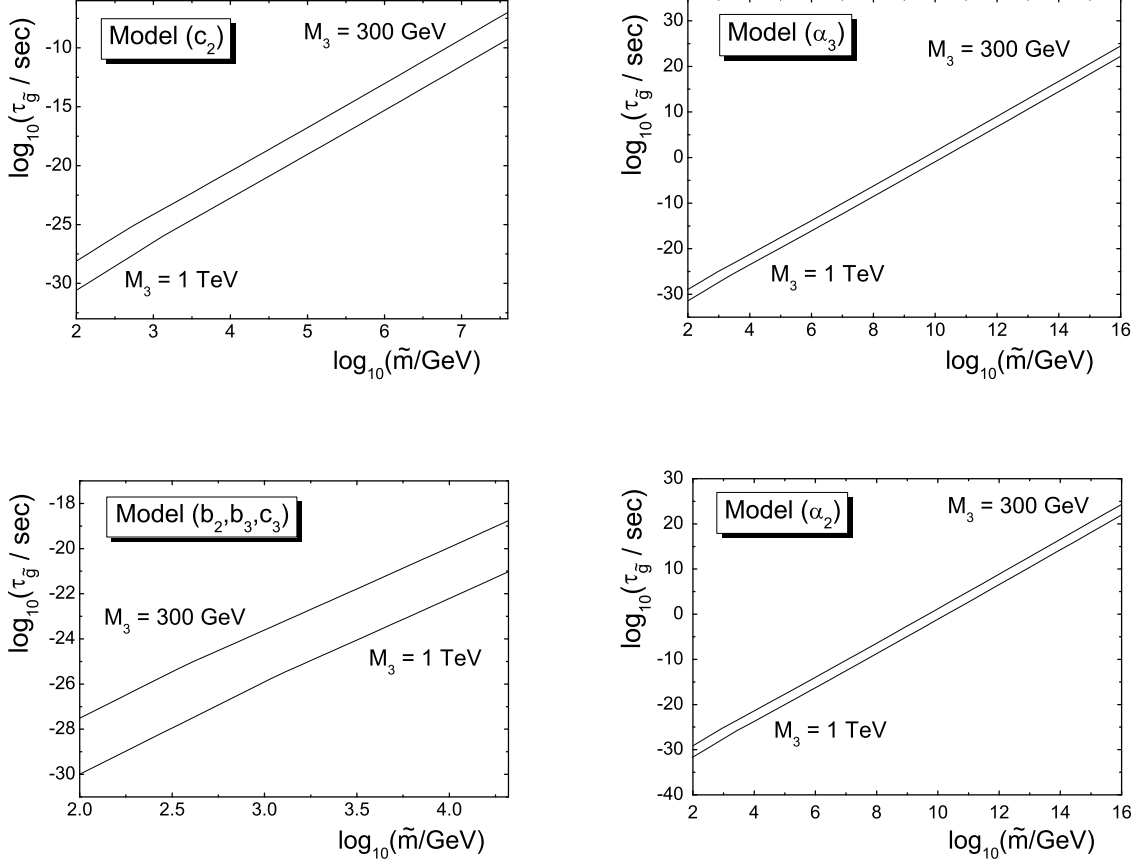 Model (c₂)
M₃ = 300 GeV
M₃ = 1 TeV
log₁₀(τ_g̃ / sec)
-10
-15
-20
-25
-30
2 3 4 5 6 7
log₁₀(m̃/GeV)
Model (α₃)
M₃ = 300 GeV
M₃ = 1 TeV
log₁₀(τ_g̃ / sec)
30
20
10
0
-10
-20
-30
2 4 6 8 10 12 14 16
log₁₀(m̃/GeV)
Model (b₂,b₃,c₃)
M₃ = 300 GeV
M₃ = 1 TeV
log₁₀(τ_g̃ / sec)
-18
-20
-22
-24
-26
-28
-30
2.0 2.5 3.0 3.5 4.0
log₁₀(m̃/GeV)
Model (α₂)
M₃ = 300 GeV
M₃ = 1 TeV
log₁₀(τ_g̃ / sec)
30
20
10
0
-10
-20
-30
-40
2 4 6 8 10 12 14 16
log₁₀(m̃/GeV)